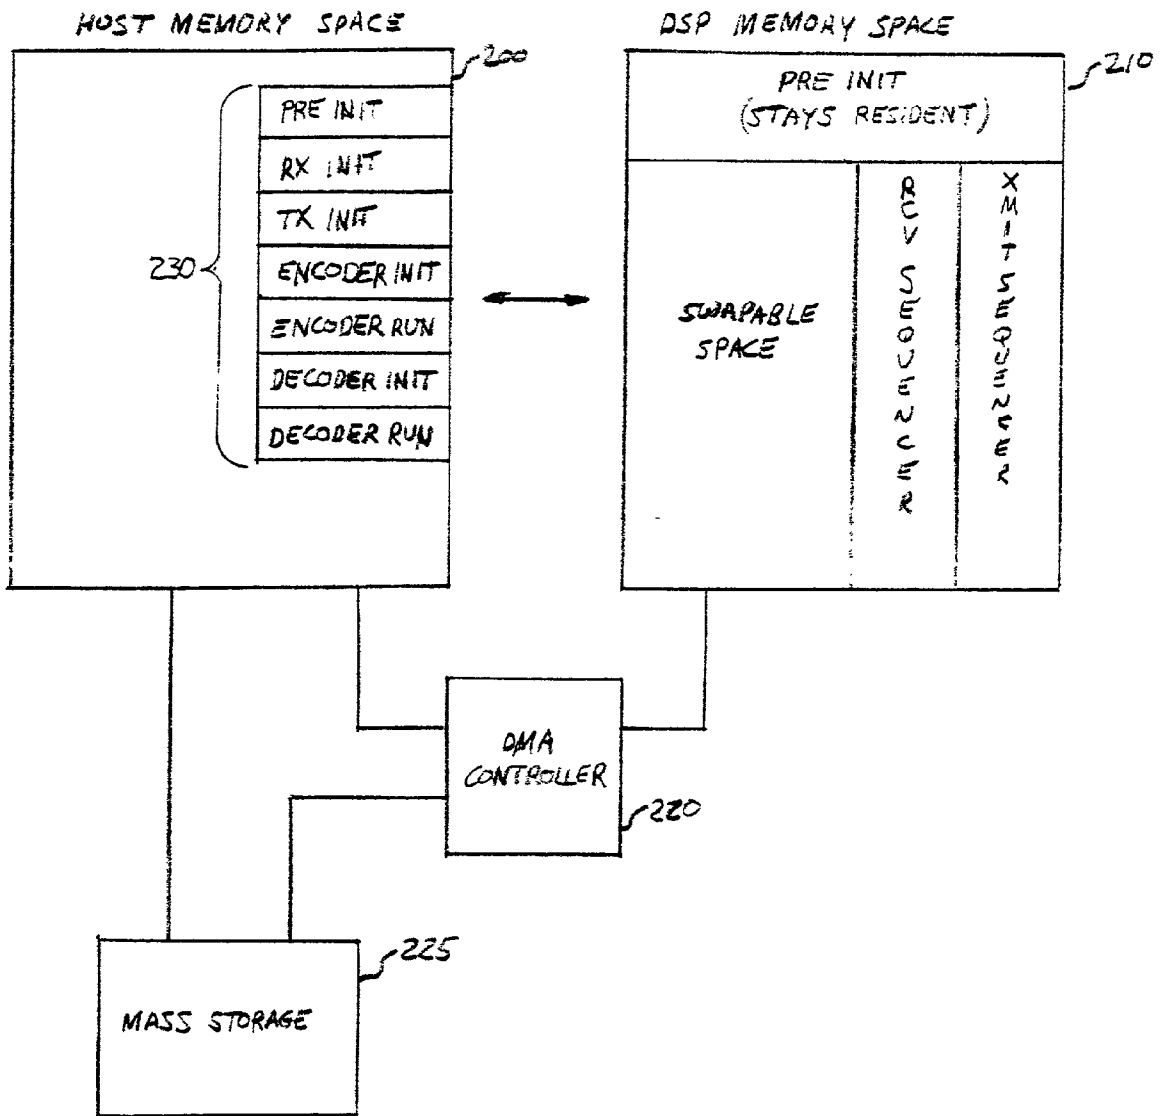 HOST MEMORY SPACE
200
PRE INIT
RX INIT
TX INIT
ENCODER INIT
ENCODER RUN
DECODER INIT
DECODER RUN
230
DSP MEMORY SPACE
210
PRE INIT
(STAYS RESIDENT)
SWAPABLE
SPACE
RCV SEQUENCER
XMIT SEQUENCER
DMA
CONTROLLER
220
225
MASS STORAGE